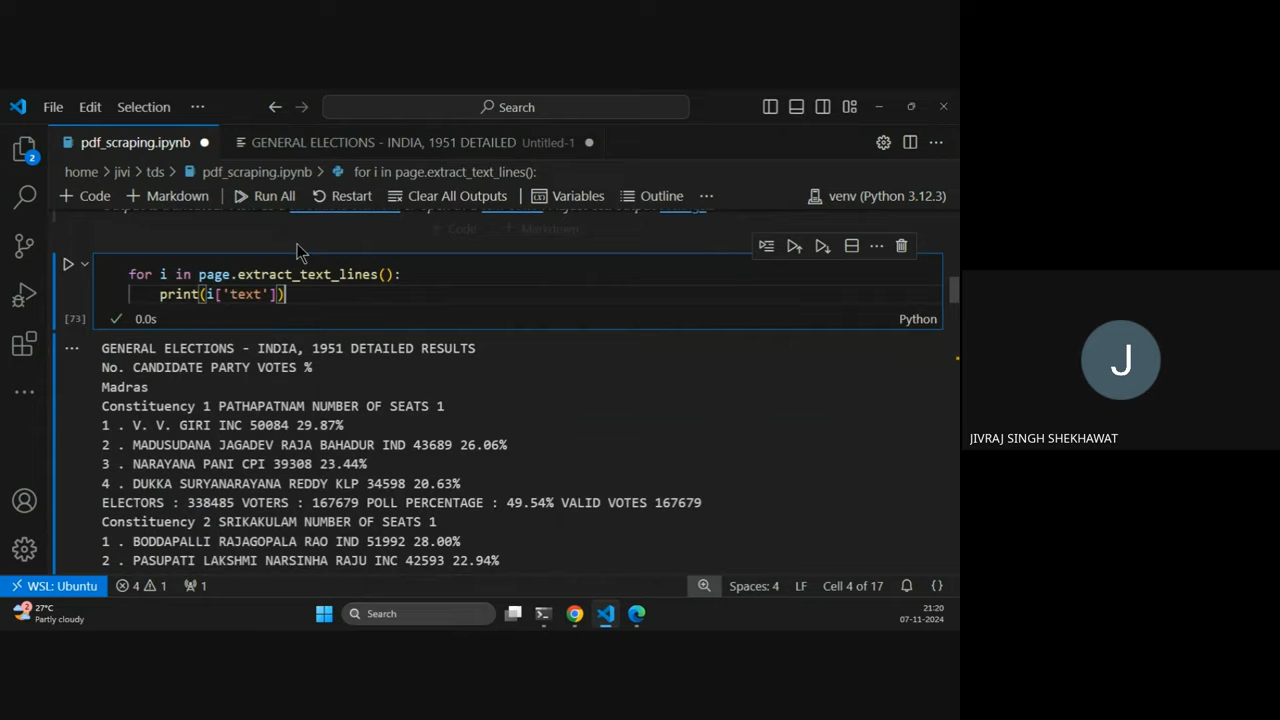 File Edit Selection ··· Search
pdf_scraping.ipynb GENERAL ELECTIONS - INDIA, 1951 DETAILED Untitled-1
2
home > jivi > tds > pdf_scraping.ipynb > for i in page.extract_text_lines():
+ Code + Markdown Run All Restart Clear All Outputs Variables Outline ··· venv (Python 3.12.3)
+ Code + Markdown
for i in page.extract_text_lines():
print(i['text'])
[73] 0.0s Python
GENERAL ELECTIONS - INDIA, 1951 DETAILED RESULTS
No. CANDIDATE PARTY VOTES %
Madras
Constituency 1 PATHAPATNAM NUMBER OF SEATS 1
1 . V. V. GIRI INC 50084 29.87%
2 . MADUSUDANA JAGADEV RAJA BAHADUR IND 43689 26.06%
3 . NARAYANA PANI CPI 39308 23.44%
4 . DUKKA SURYANARAYANA REDDY KLP 34598 20.63%
ELECTORS : 338485 VOTERS : 167679 POLL PERCENTAGE : 49.54% VALID VOTES 167679
Constituency 2 SRIKAKULAM NUMBER OF SEATS 1
1 . BODDAPALLI RAJAGOPALA RAO IND 51992 28.00%
2 . PASUPATI LAKSHMI NARSINHA RAJU INC 42593 22.94%
WSL: Ubuntu 4 1 1 Spaces: 4 LF Cell 4 of 17 {}
2 27°C
Partly cloudy
Search
21:20
07-11-2024
J
JIVRAJ SINGH SHEKHAWAT